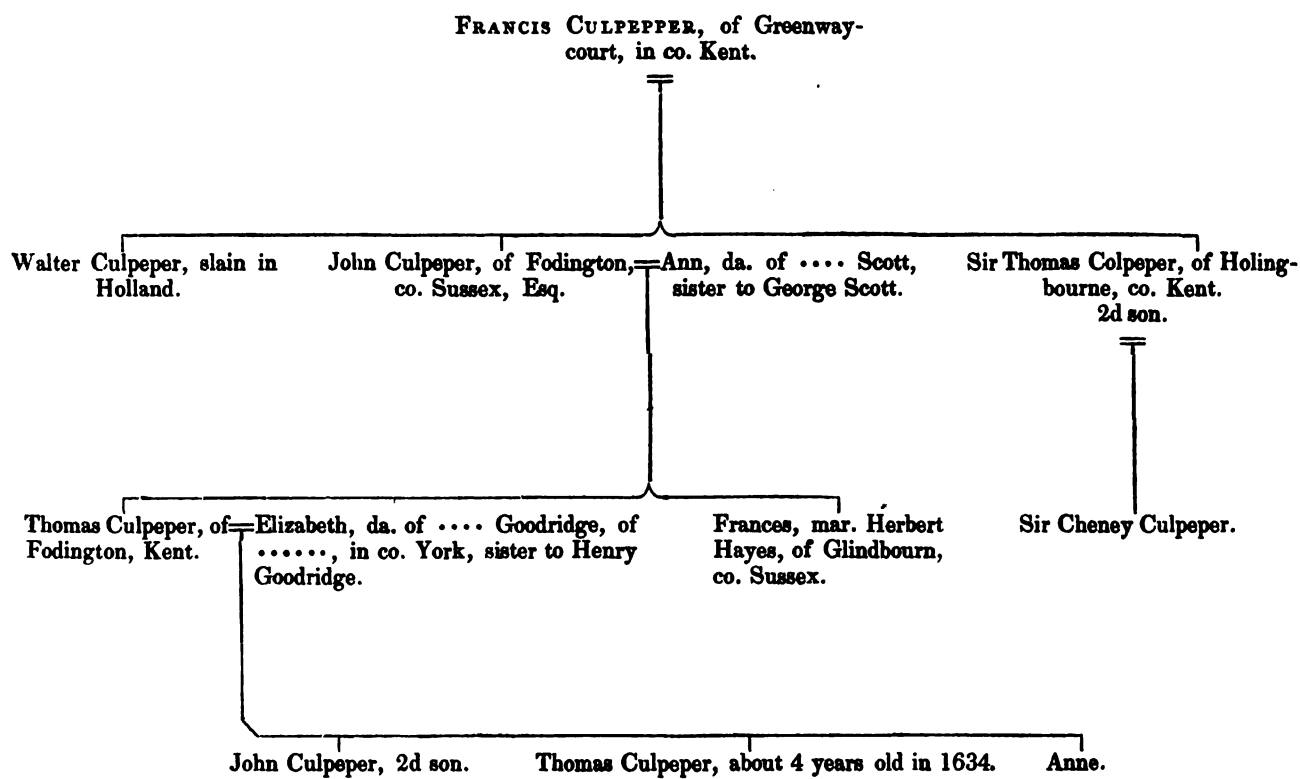 FRANCIS CULPEPPER, of Greenway-
court, in co. Kent.
Walter Culpeper, slain in
Holland.
John Culpeper, of Fodington,
co. Sussex, Esq.
Ann, da. of .... Scott,
sister to George Scott.
Sir Thomas Colpeper, of Holing-
bourne, co. Kent.
2d son.
Thomas Culpeper, of
Fodington, Kent.
Elizabeth, da. of .... Goodridge, of
......, in co. York, sister to Henry
Goodridge.
Frances, mar. Herbert
Hayes, of Glindbourn,
co. Sussex.
Sir Cheney Culpeper.
John Culpeper, 2d son.
Thomas Culpeper, about 4 years old in 1634.
Anne.